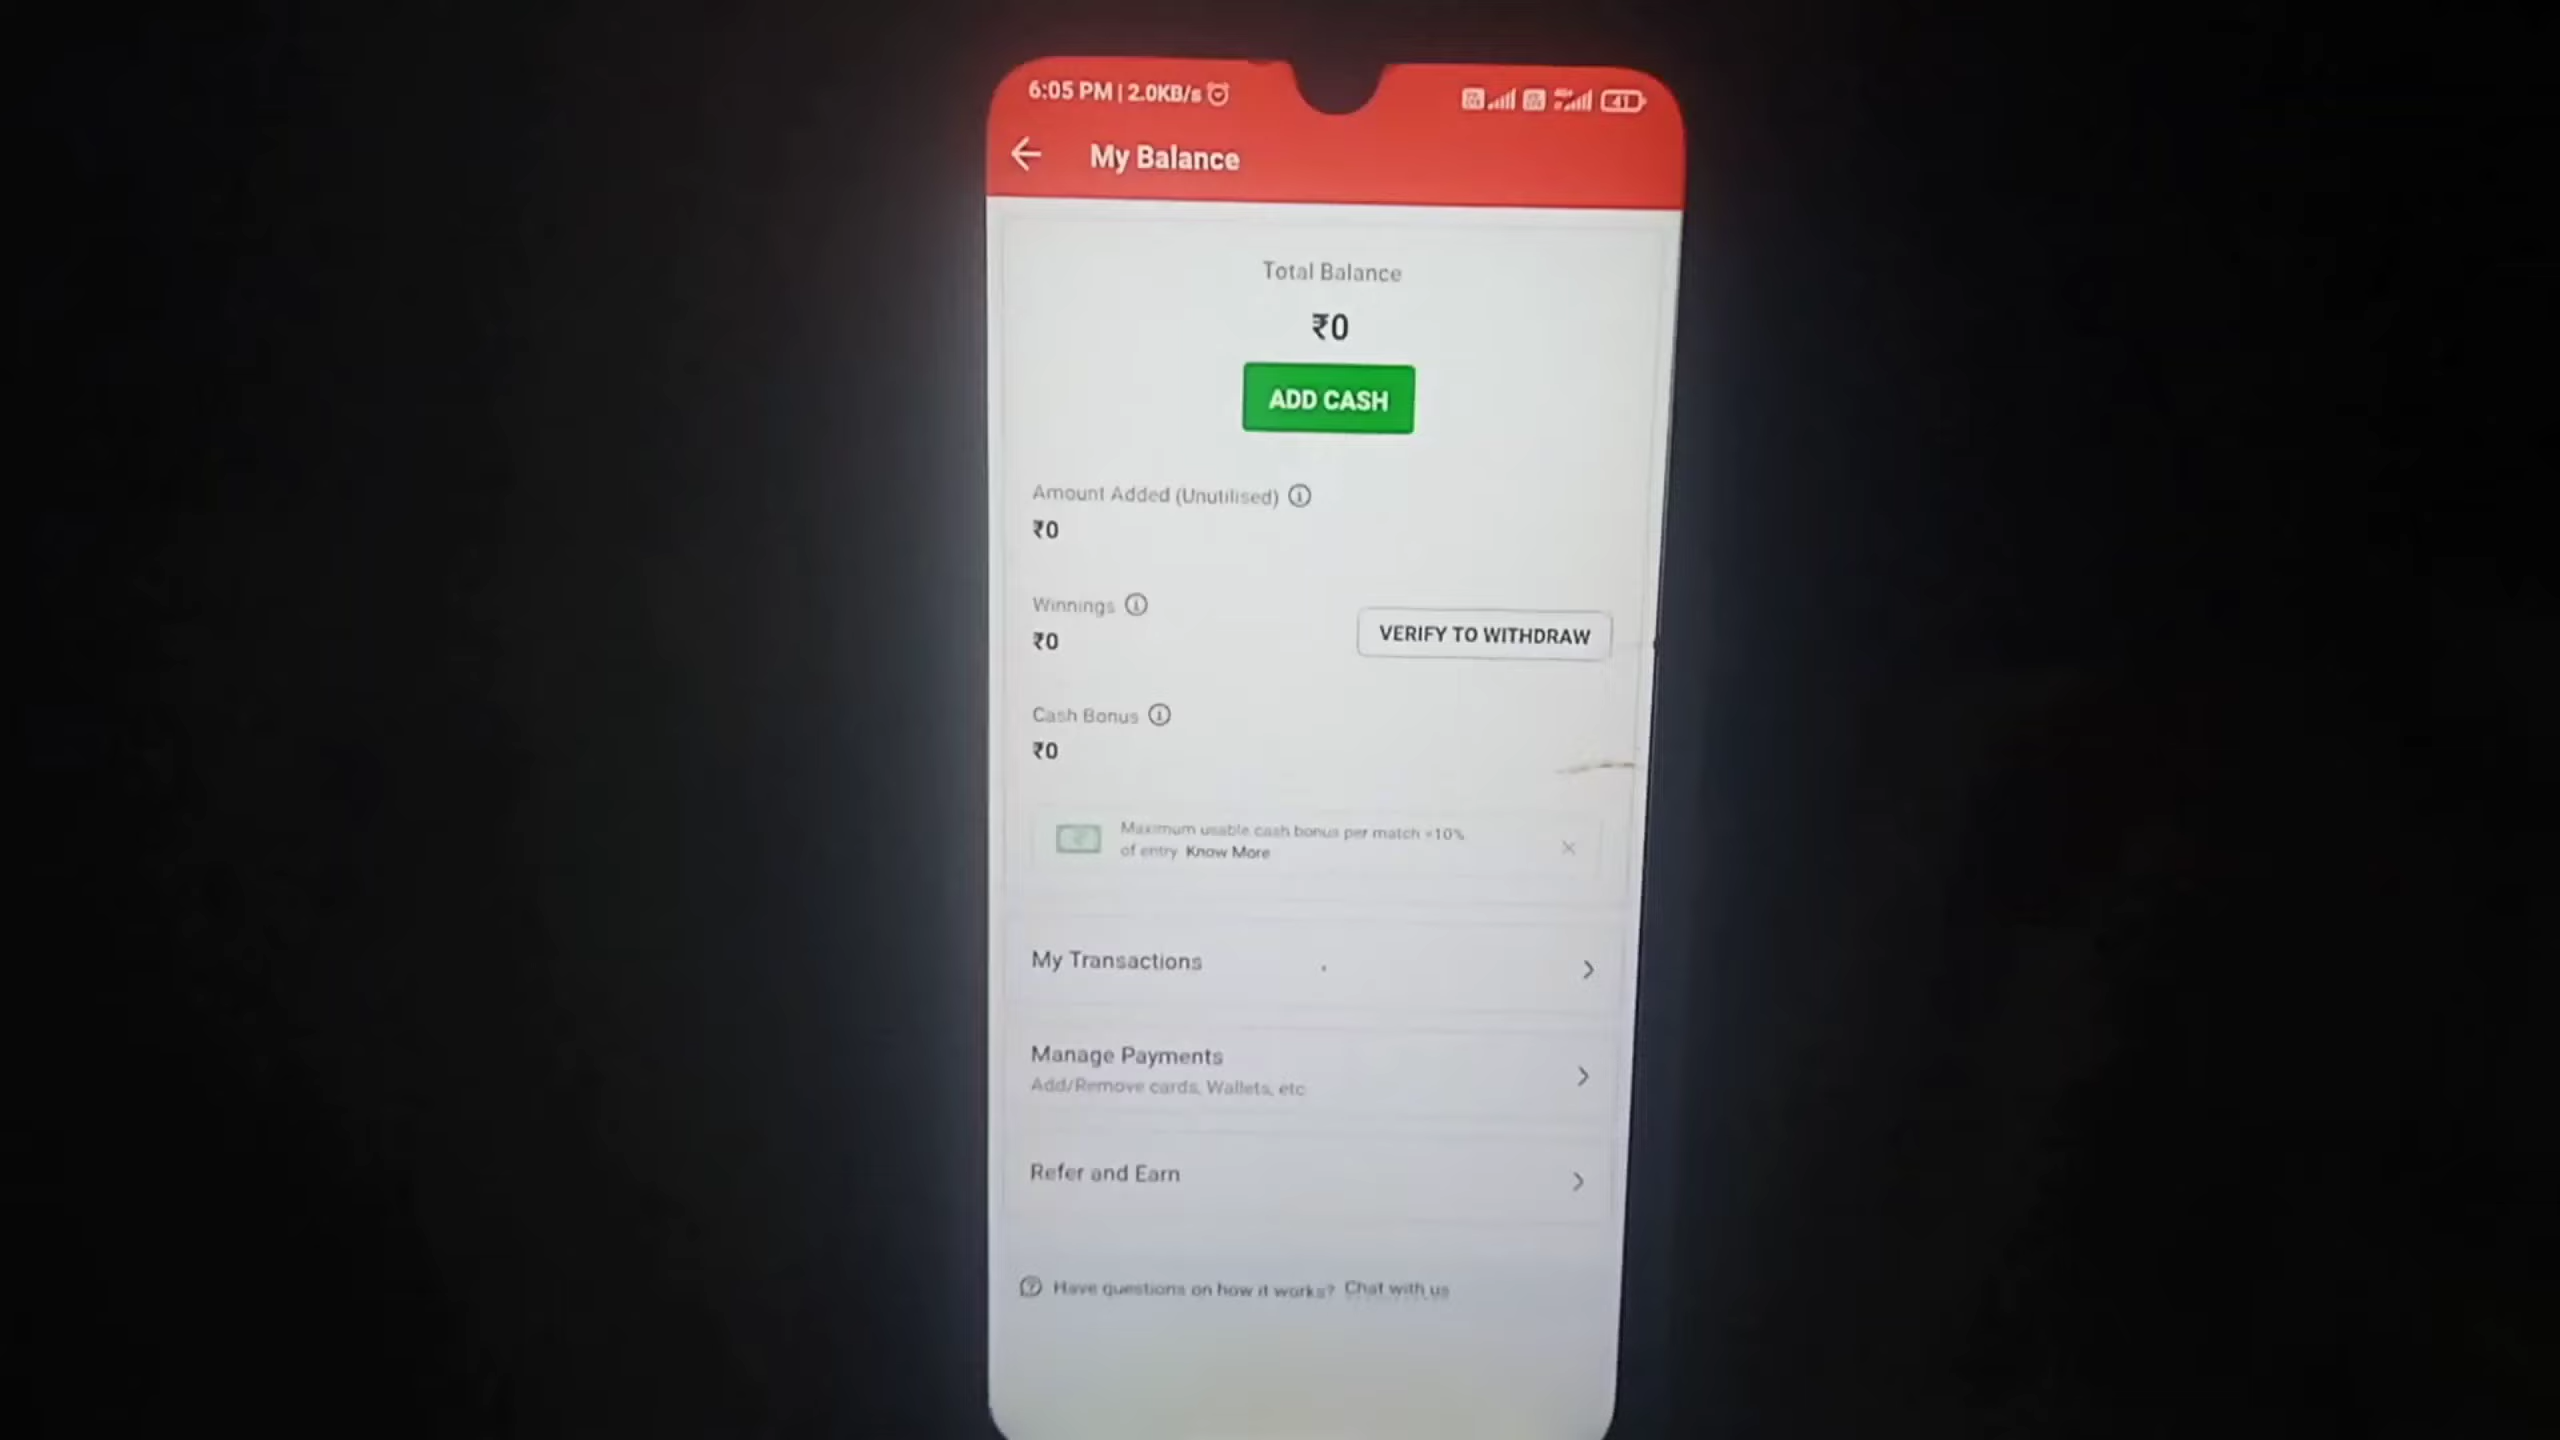 6:05 PM | 2.0KB/s
41
My Balance
Total Balance
₹0
ADD CASH
Amount Added (Unutilised)
₹0
Winnings
₹0
VERIFY TO WITHDRAW
Cash Bonus
₹0
Maximum usable cash bonus per match =10%
of entry Know More
My Transactions
Manage Payments
Add/Remove cards, Wallets, etc
Refer and Earn
Have questions on how it works? Chat with us